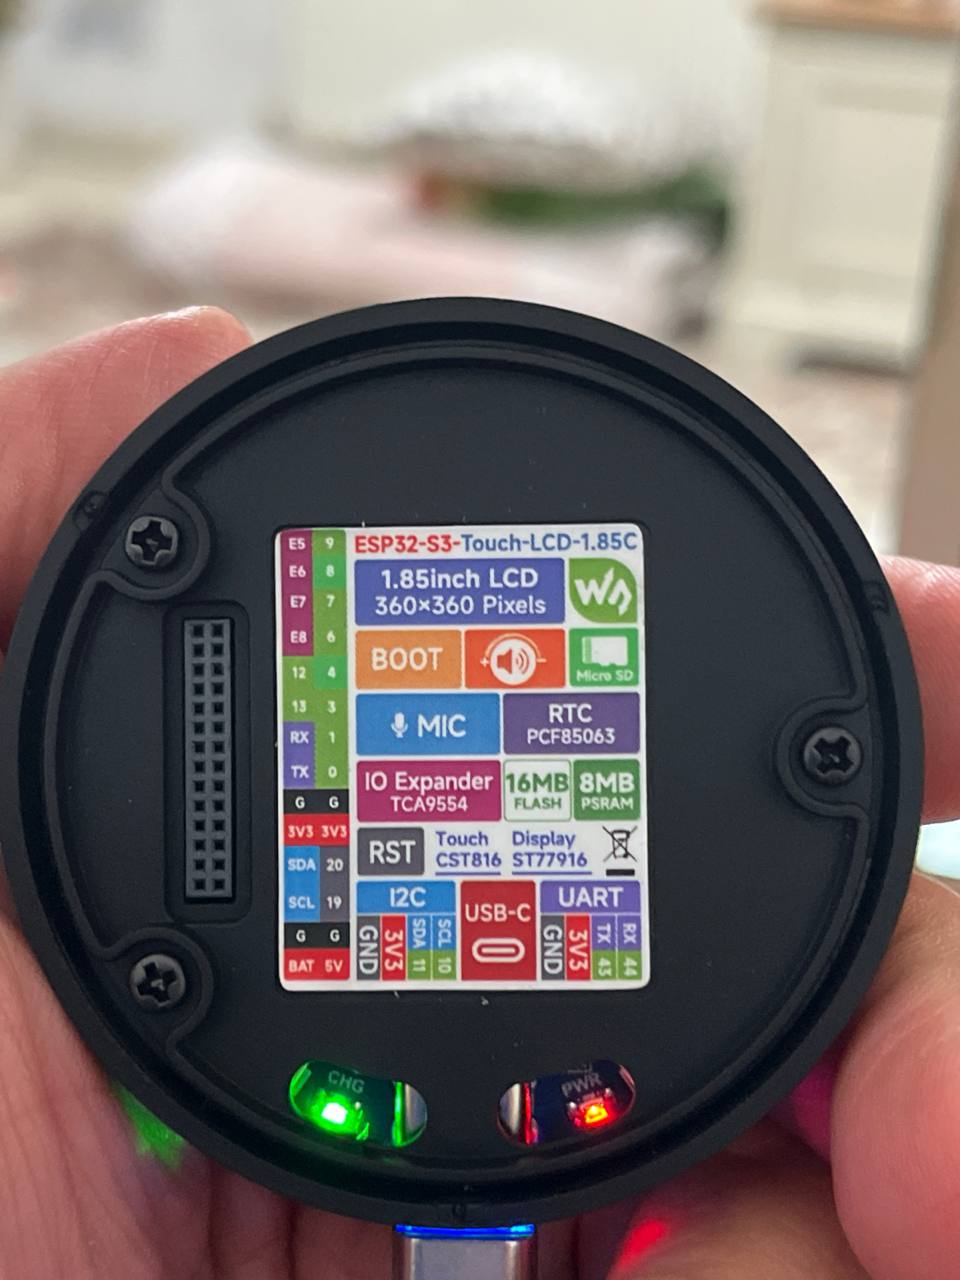 ESP32-S3-Touch-LCD-1.85C
1.85inch LCD
360×360 Pixels
BOOT
Micro SD
MIC
RTC
PCF85063
IO Expander
TCA9554
16MB
FLASH
8MB
PSRAM
RST
Touch
CST816
Display
ST77916
I2C
GND 3V3 SDA 11 SCL 10
USB-C
UART
GND 3V3 TX 43 RX 44
E5 9
E6 8
E7 7
E8 6
12 4
13 3
RX 1
TX 0
G G
3V3 3V3
SDA 20
SCL 19
G G
BAT 5V
CHG
PWR